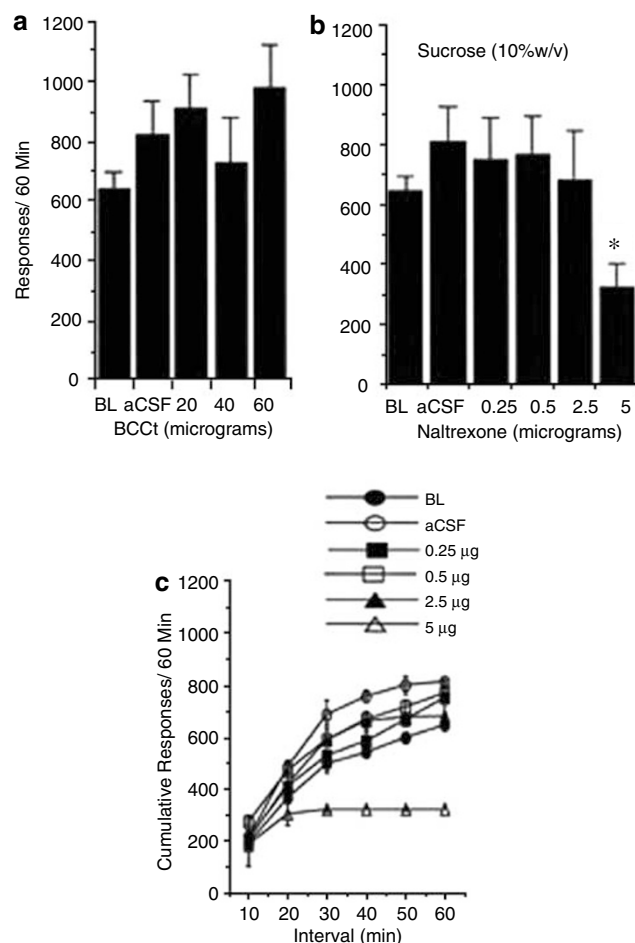 a
1200
1000
800
600
400
200
0
Responses/ 60 Min
BL aCSF 20 40 60
BCCt (micrograms)
b
Sucrose (10%w/v)
1200
1000
800
600
400
200
0
*
BL aCSF 0.25 0.5 2.5 5
Naltrexone (micrograms)
BL
aCSF
0.25 µg
0.5 µg
2.5 µg
5 µg
c
1200
1000
800
600
400
200
0
Cumulative Responses/ 60 Min
10 20 30 40 50 60
Interval (min)